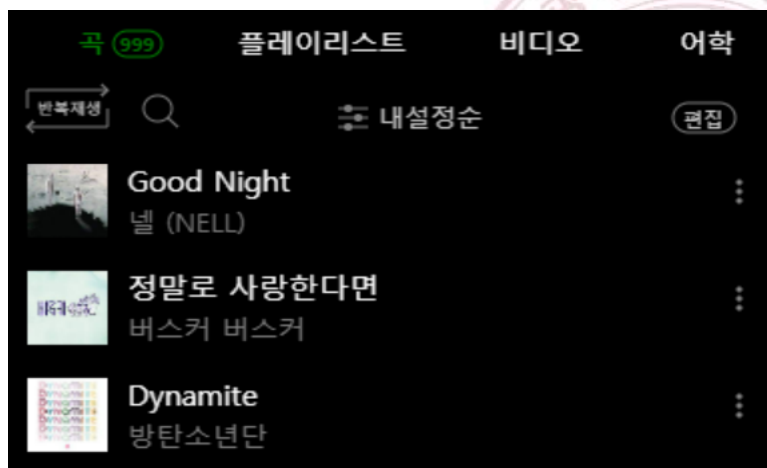 곡 999 플레이리스트 비디오 어학
반복재생 내설정순 편집
Good Night
넬 (NELL)
정말로 사랑한다면
버스커 버스커
Dynamite
방탄소년단